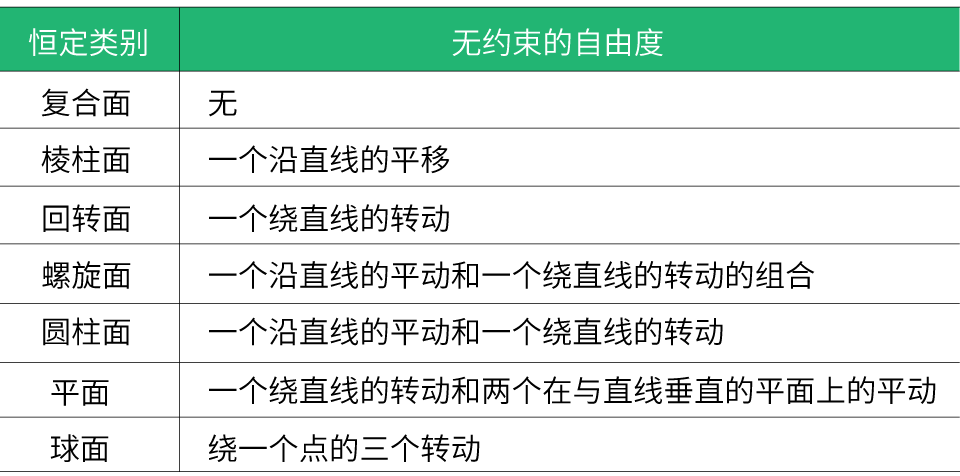 恒定类别 无约束的自由度
复合面 无
棱柱面 一个沿直线的平移
回转面 一个绕直线的转动
螺旋面 一个沿直线的平动和一个绕直线的转动的组合
圆柱面 一个沿直线的平动和一个绕直线的转动
平面 一个绕直线的转动和两个在与直线垂直的平面上的平动
球面 绕一个点的三个转动